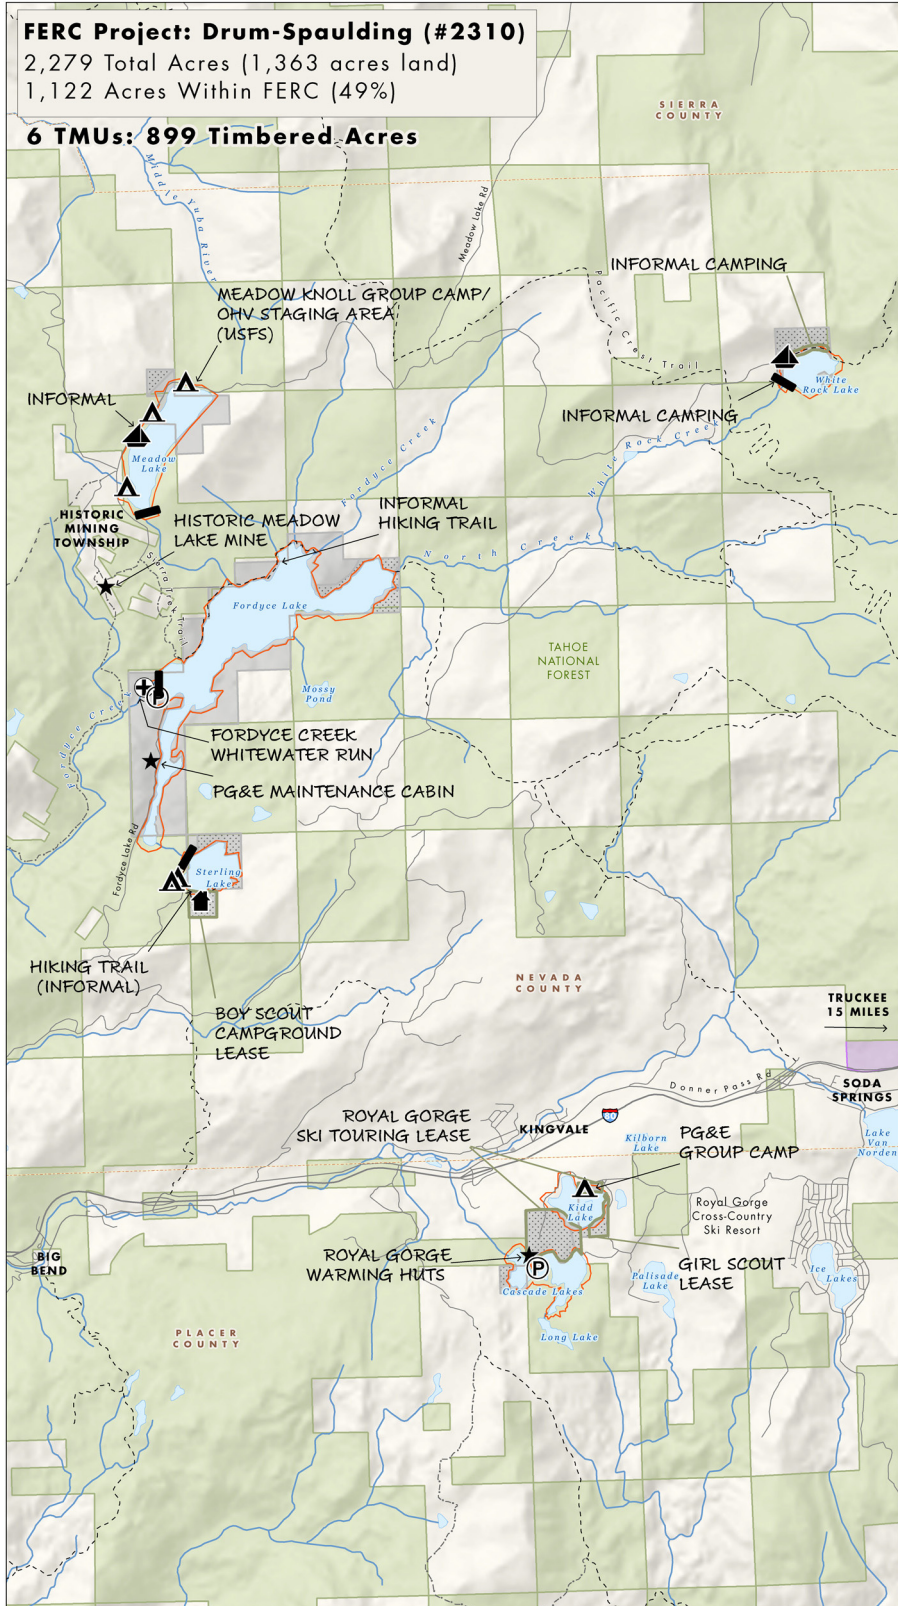 FERC Project: Drum-Spaulding (#2310)
2,279 Total Acres (1,363 acres land)
1,122 Acres Within FERC (49%)
6 TMUs: 899 Timbered Acres
SIERRA
COUNTY
Middle Yuba River
Meadow Lake Rd
INFORMAL CAMPING
Pacific Crest Trail
MEADOW KNOLL GROUP CAMP/
OHV STAGING AREA
(USFS)
White
Rock Lake
INFORMAL
INFORMAL CAMPING
White Rock Creek
Meadow
Lake
Fordyce Creek
HISTORIC
MINING
TOWNSHIP
HISTORIC MEADOW
LAKE MINE
INFORMAL
HIKING TRAIL
North Creek
Sierra Trek Trail
Fordyce Lake
TAHOE
NATIONAL
FOREST
Mossy
Pond
P
Fordyce Creek
FORDYCE CREEK
WHITEWATER RUN
PG&E MAINTENANCE CABIN
Fordyce Lake Rd
Sterling
Lake
HIKING TRAIL
(INFORMAL)
NEVADA
COUNTY
BOY SCOUT
CAMPGROUND
LEASE
TRUCKEE
15 MILES
Donner Pass Rd
SODA
SPRINGS
ROYAL GORGE
SKI TOURING LEASE
KINGVALE
80
Kilborn
Lake
PG&E
GROUP CAMP
Lake
Van
Norden
Kidd
Lake
Royal Gorge
Cross-Country
Ski Resort
BIG
BEND
ROYAL GORGE
WARMING HUTS
P
GIRL SCOUT
LEASE
Palisade
Lake
Ice
Lakes
Cascade Lakes
Long Lake
PLACER
COUNTY